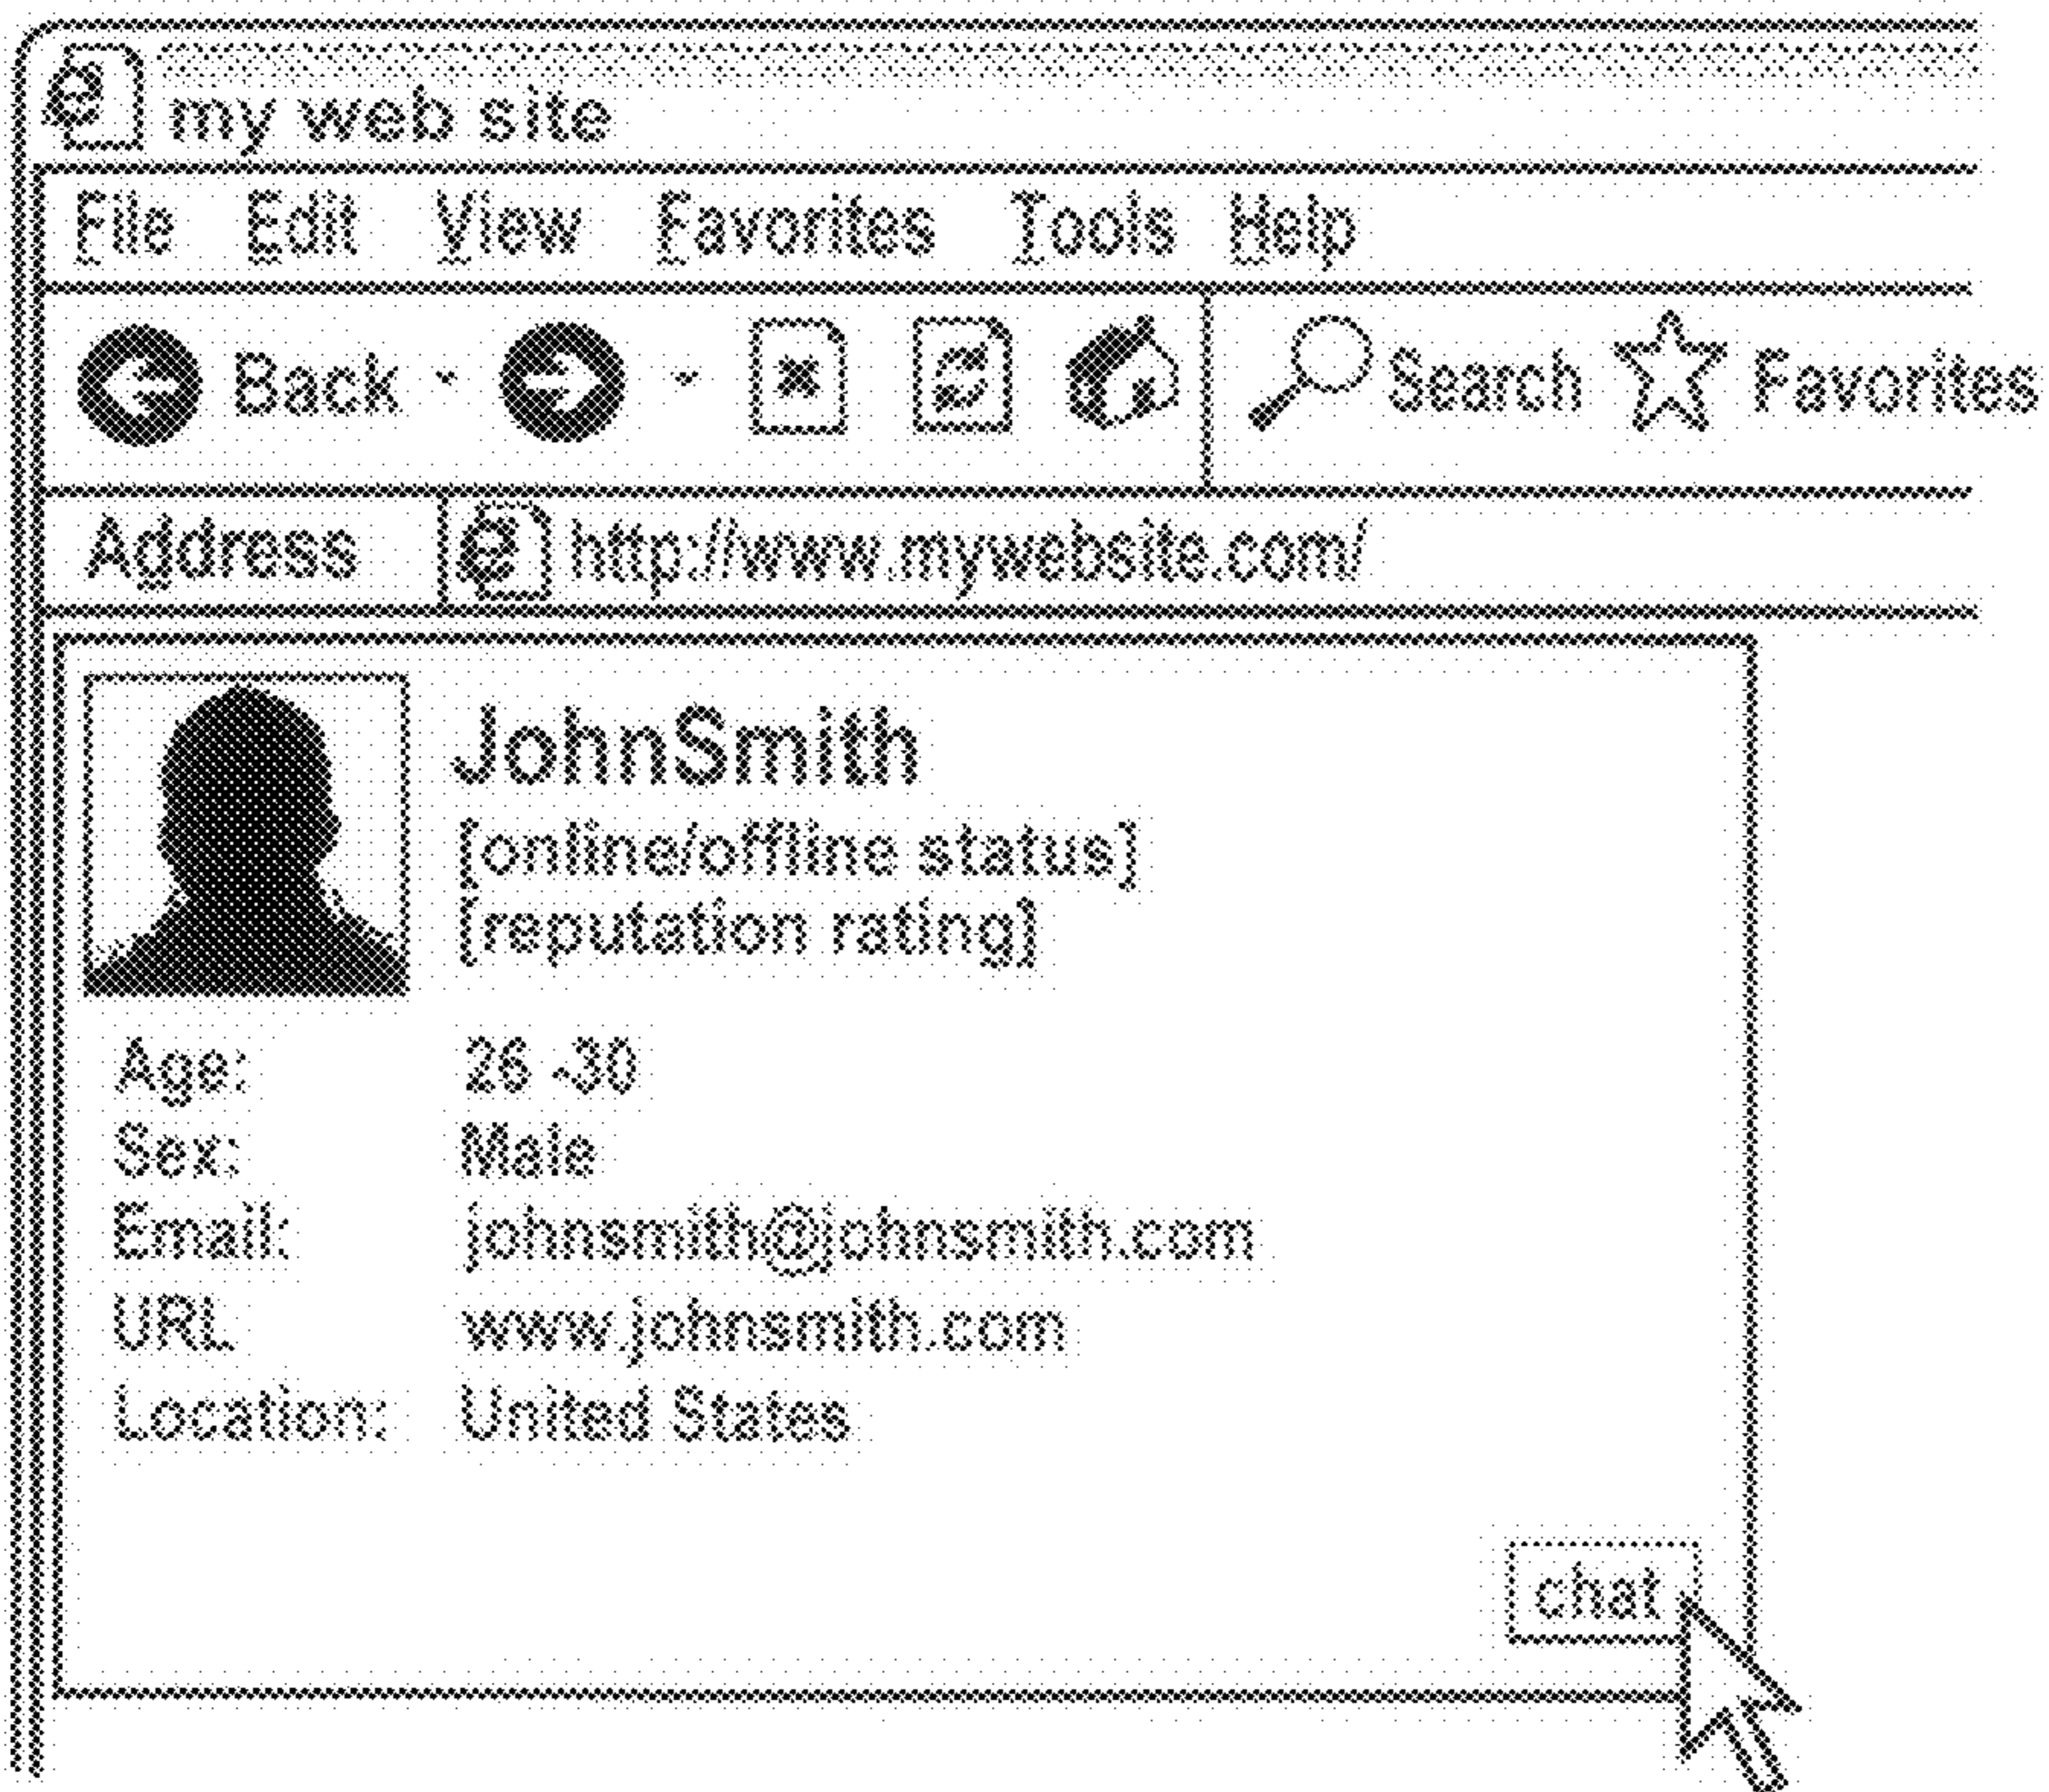 my web site
File Edit View Favorites Tools Help
Back Search Favorites
Address http://www.mywebsite.com/
JohnSmith
[online/offline status]
[reputation rating]
Age: 26 -30
Sex: Male
Email: johnsmith@johnsmith.com
URL www.johnsmith.com
Location: United States
chat